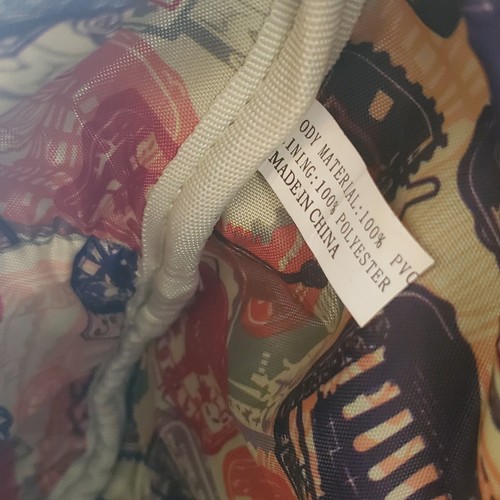 ODY MATERIAL:100% PVC
INING:100% POLYESTER
MADE IN CHINA